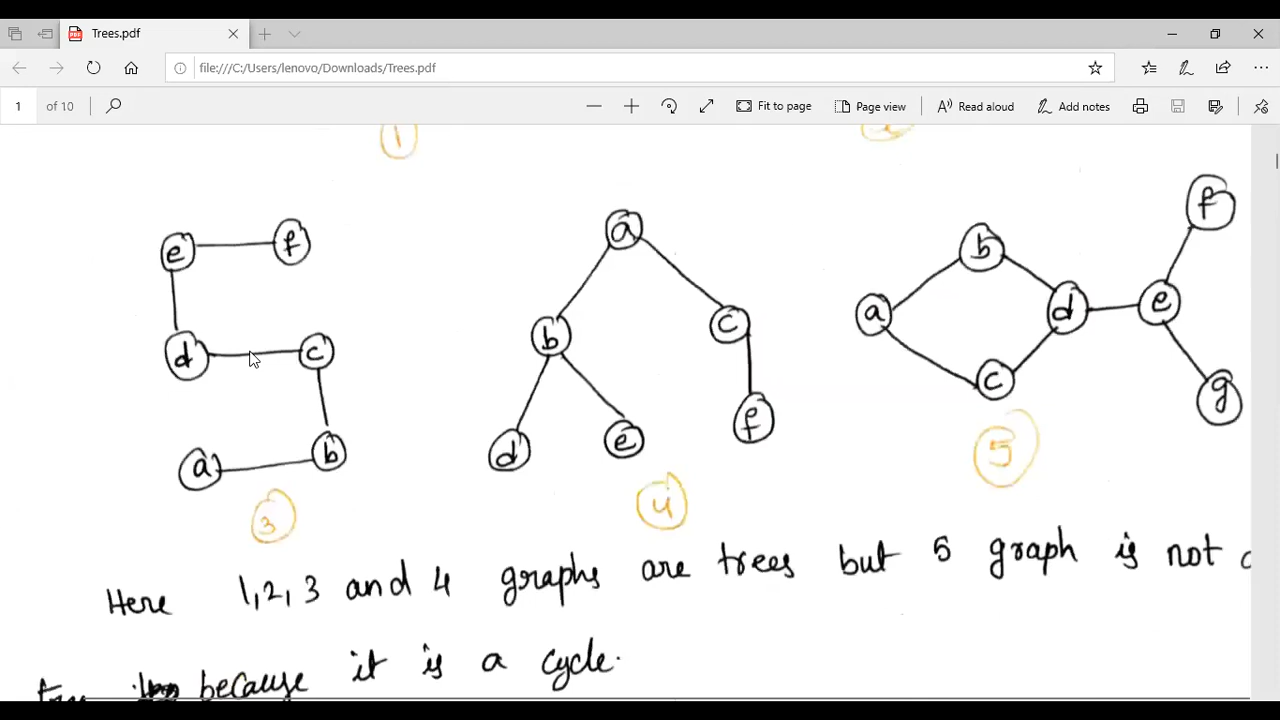 Trees.pdf
file:///C:/Users/lenovo/Downloads/Trees.pdf
1 of 10
Fit to page
Page view
Read aloud
Add notes
1
e f
d c
a b
3
a
b c
d e f
4
f
b
a d e
c
g
5
Here 1,2, 3 and 4 graphs are trees but 5 graph is not
because it is a cycle.